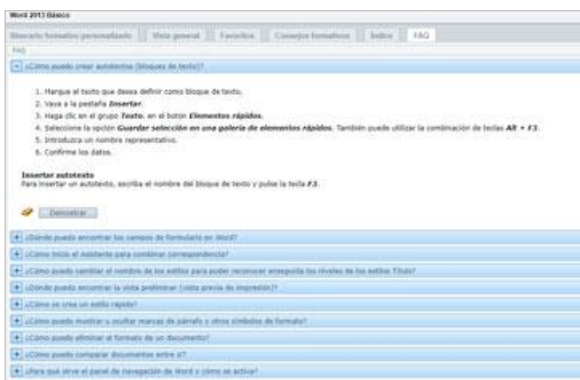 Word 2013 Básico
Itinerario formativo personalizado
Vista general
Favoritos
Consejos formativos
Índice
FAQ
FAQ
¿Cómo puedo crear autotextos (bloques de texto)?
1. Marque el texto que desea definir como bloque de texto.
2. Vaya a la pestaña Insertar.
3. Haga clic en el grupo Texto, en el botón Elementos rápidos.
4. Seleccione la opción Guardar selección en una galería de elementos rápidos. También puede utilizar la combinación de teclas Alt + F3.
5. Introduzca un nombre representativo.
6. Confirme los datos.
Insertar autotexto
Para insertar un autotexto, escriba el nombre del bloque de texto y pulse la tecla F3.
Demostrar
¿Dónde puedo encontrar los campos de formulario en Word?
¿Cómo inicio el Asistente para combinar correspondencia?
¿Cómo puedo cambiar el nombre de los estilos para poder reconocer enseguida los niveles de los estilos Título?
¿Dónde puedo encontrar la vista preliminar (vista previa de impresión)?
¿Cómo se crea un estilo rápido?
¿Cómo puedo mostrar u ocultar marcas de párrafo y otros símbolos de formato?
¿Cómo puedo eliminar el formato de un documento?
¿Cómo puedo comparar documentos entre sí?
¿Para qué sirve el panel de navegación de Word y cómo se activa?